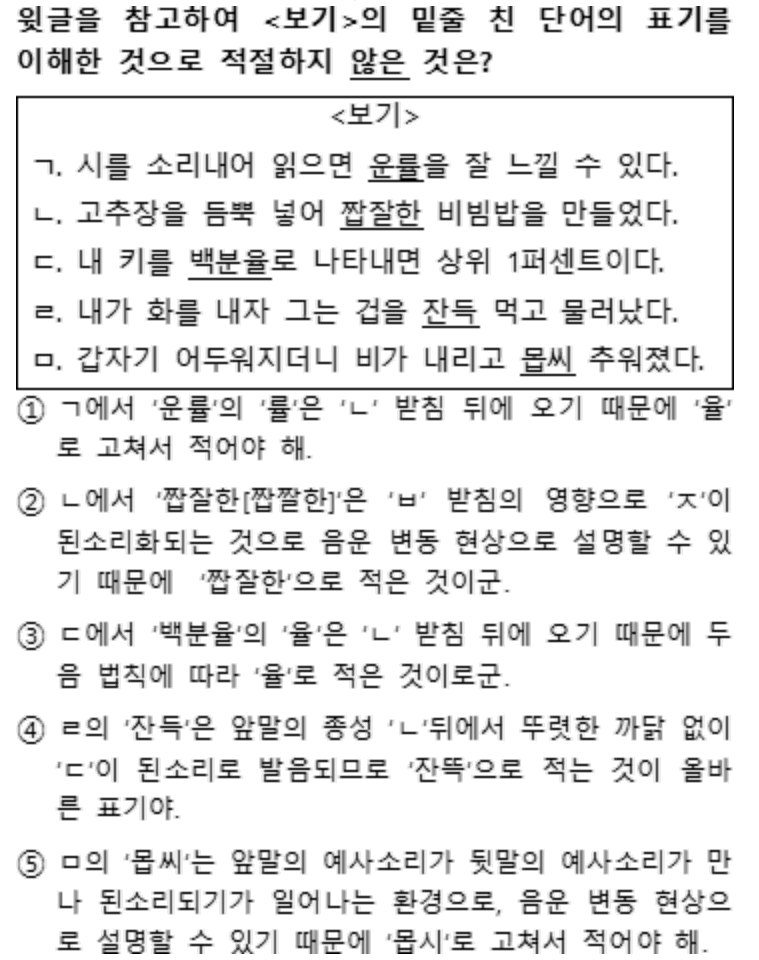 윗글을 참고하여 <보기>의 밑줄 친 단어의 표기를
이해한 것으로 적절하지 않은 것은?
<보기>
ㄱ. 시를 소리내어 읽으면 운률을 잘 느낄 수 있다.
ㄴ. 고추장을 듬뿍 넣어 짭잘한 비빔밥을 만들었다.
ㄷ. 내 키를 백분율로 나타내면 상위 1퍼센트이다.
ㄹ. 내가 화를 내자 그는 겁을 잔득 먹고 물러났다.
ㅁ. 갑자기 어두워지더니 비가 내리고 몹씨 추워졌다.
① ㄱ에서 '운률'의 '률'은 'ㄴ' 받침 뒤에 오기 때문에 '율'
로 고쳐서 적어야 해.
② ㄴ에서 '짭잘한[짭짤한]'은 'ㅂ' 받침의 영향으로 'ㅈ'이
된소리화되는 것으로 음운 변동 현상으로 설명할 수 있
기 때문에 '짭잘한'으로 적은 것이군.
③ ㄷ에서 '백분율'의 '율'은 'ㄴ' 받침 뒤에 오기 때문에 두
음 법칙에 따라 '율'로 적은 것이로군.
④ ㄹ의 '잔득'은 앞말의 종성 'ㄴ'뒤에서 뚜렷한 까닭 없이
'ㄷ'이 된소리로 발음되므로 '잔뜩'으로 적는 것이 올바
른 표기야.
⑤ ㅁ의 '몹씨'는 앞말의 예사소리가 뒷말의 예사소리가 만
나 된소리되기가 일어나는 환경으로, 음운 변동 현상으
로 설명할 수 있기 때문에 '몹시'로 고쳐서 적어야 해.